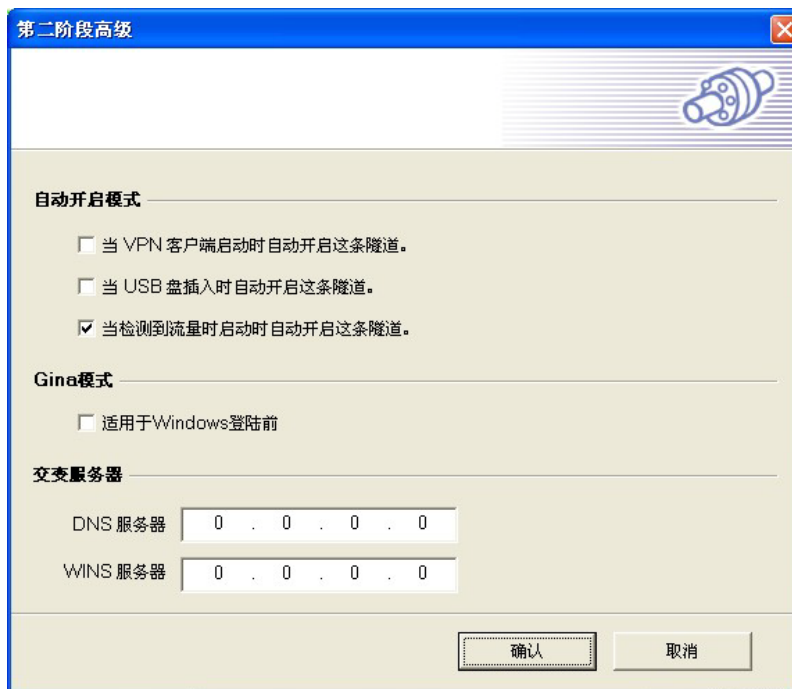 第二阶段高级
自动开启模式
当 VPN 客户端启动时自动开启这条隧道。
当 USB 盘插入时自动开启这条隧道。
当检测到流量时启动时自动开启这条隧道。
Gina模式
适用于Windows登陆前
交变服务器
DNS 服务器 0 . 0 . 0 . 0
WINS 服务器 0 . 0 . 0 . 0
确认 取消